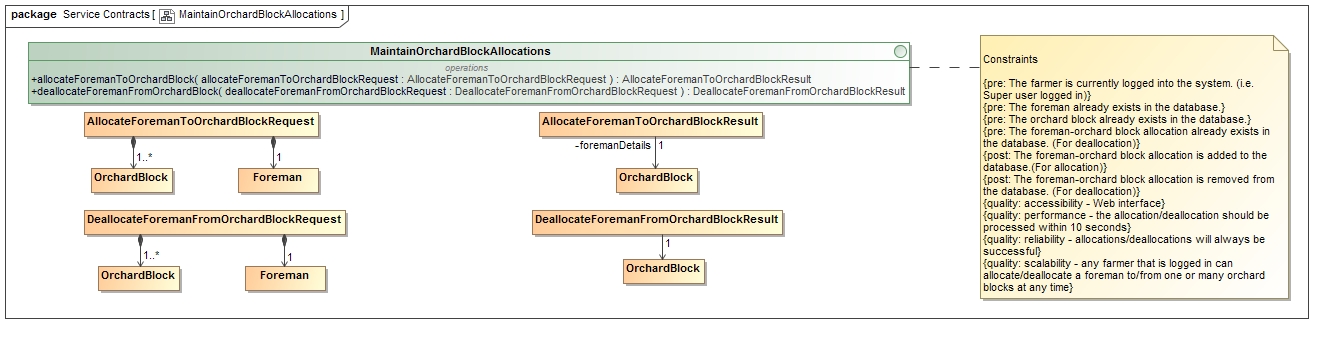 package Service Contracts [ MaintainOrchardBlockAllocations ]
MaintainOrchardBlockAllocations
operations
+allocateForemanToOrchardBlock( allocateForemanToOrchardBlockRequest : AllocateForemanToOrchardBlockRequest ) : AllocateForemanToOrchardBlockResult
+deallocateForemanFromOrchardBlock( deallocateForemanFromOrchardBlockRequest : DeallocateForemanFromOrchardBlockRequest ) : DeallocateForemanFromOrchardBlockResult
AllocateForemanToOrchardBlockRequest
1..*
1
OrchardBlock
Foreman
AllocateForemanToOrchardBlockResult
-foremanDetails
1
OrchardBlock
DeallocateForemanFromOrchardBlockRequest
1..*
1
OrchardBlock
Foreman
DeallocateForemanFromOrchardBlockResult
1
OrchardBlock
Constraints
{pre: The farmer is currently logged into the system. (i.e.
Super user logged in)}
{pre: The foreman already exists in the database.}
{pre: The orchard block already exists in the database.}
{pre: The foreman-orchard block allocation already exists in
the database. (For deallocation)}
{post: The foreman-orchard block allocation is added to the
database.(For allocation)}
{post: The foreman-orchard block allocation is removed from
the database. (For deallocation)}
{quality: accessibility - Web interface}
{quality: performance - the allocation/deallocation should be
processed within 10 seconds}
{quality: reliability - allocations/deallocations will always be
successful}
{quality: scalability - any farmer that is logged in can
allocate/deallocate a foreman to/from one or many orchard
blocks at any time}